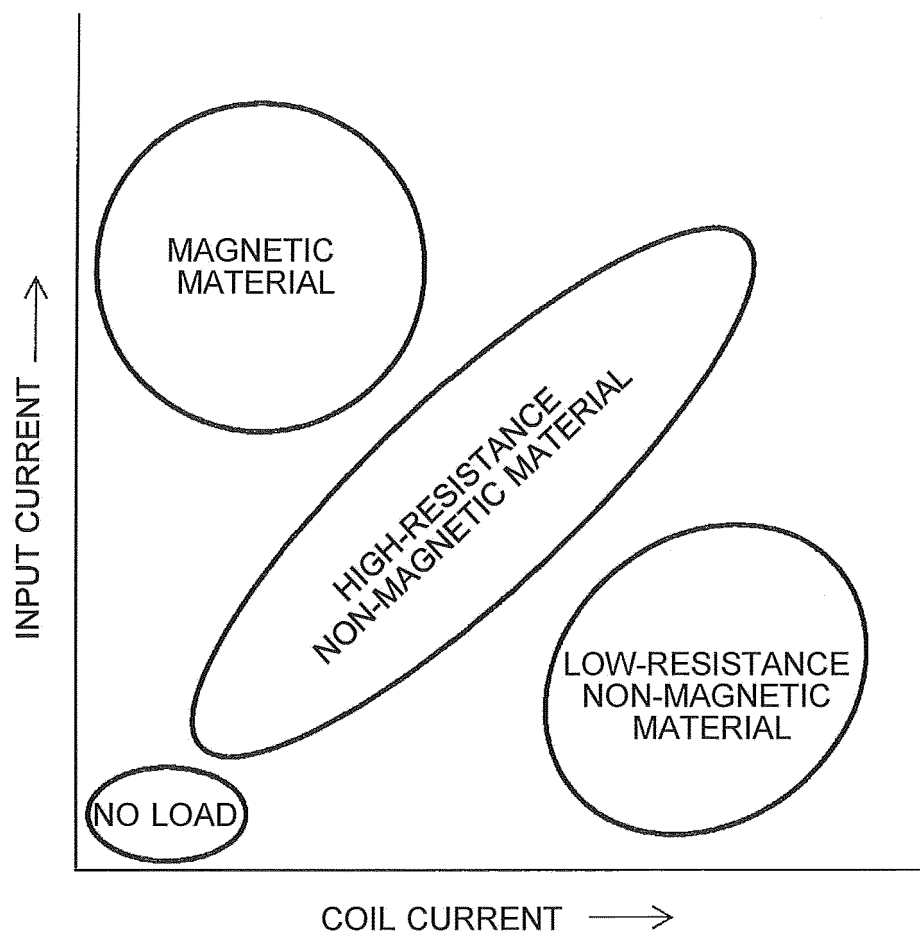 MAGNETIC
MATERIAL
HIGH-RESISTANCE
NON-MAGNETIC MATERIAL
LOW-RESISTANCE
NON-MAGNETIC
MATERIAL
NO LOAD
INPUT CURRENT
COIL CURRENT